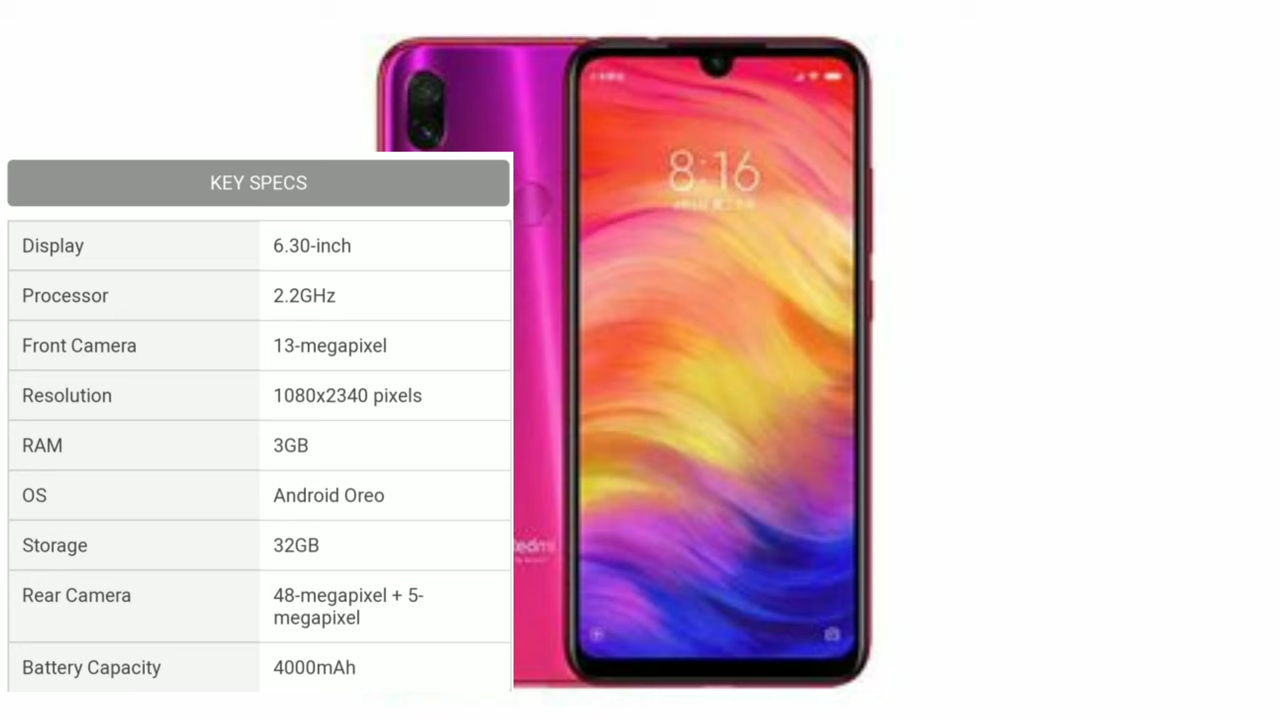 8:16
KEY SPECS
Display 6.30-inch
Processor 2.2GHz
Front Camera 13-megapixel
Resolution 1080x2340 pixels
RAM 3GB
OS Android Oreo
Storage 32GB
Rear Camera 48-megapixel + 5-
megapixel
Battery Capacity 4000mAh